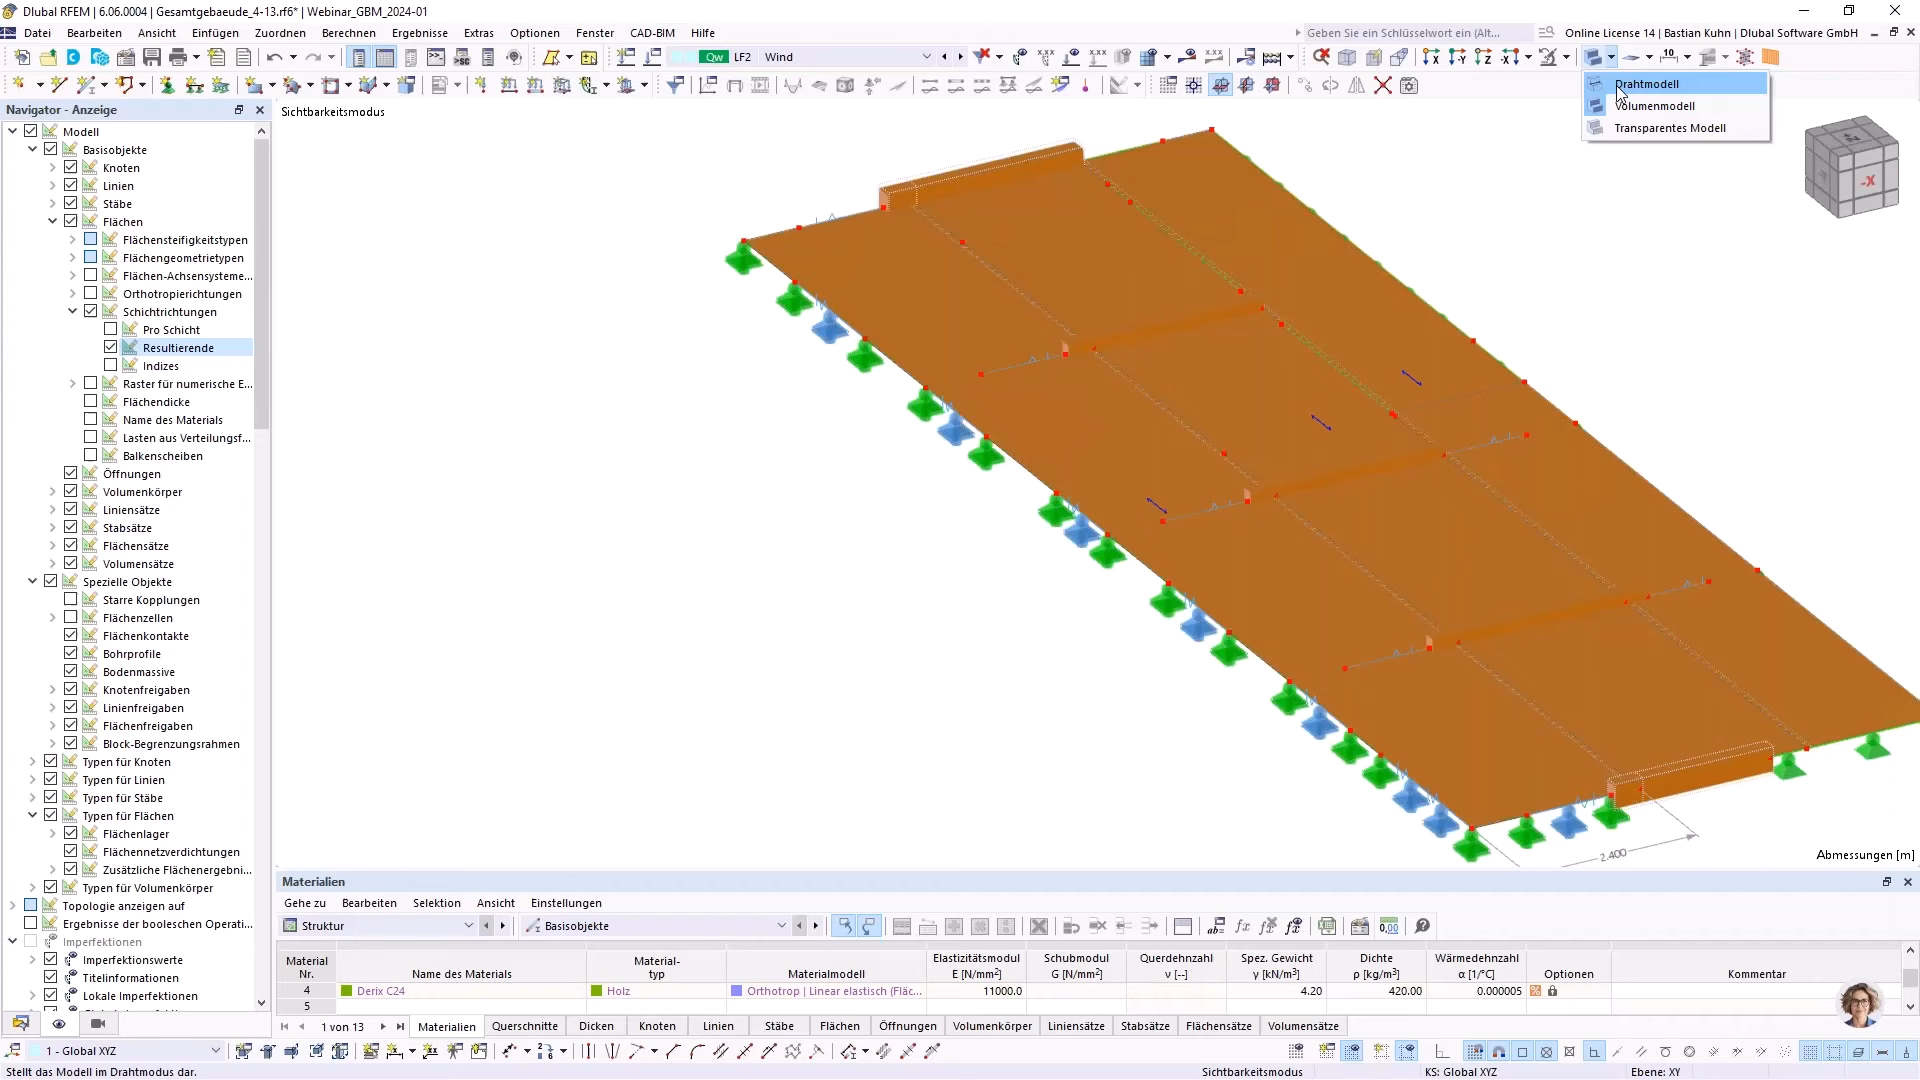 Dlubal RFEM | 6.06.0004 | Gesamtgebaeude_4-13.rf6* | Webinar_GBM_2024-01
Datei Bearbeiten Ansicht Einfügen Zuordnen Berechnen Ergebnisse Extras Optionen Fenster CAD-BIM Hilfe
Geben Sie ein Schlüsselwort ein (Alt...
Online License 14 | Bastian Kuhn | Dlubal Software GmbH
Qw LF2 Wind
Navigator - Anzeige
Modell
Basisobjekte
Knoten
Linien
Stäbe
Flächen
Flächensteifigkeitstypen
Flächengeometrietypen
Flächen-Achsensysteme...
Orthotropierichtungen
Schichtrichtungen
Pro Schicht
Resultierende
Indizes
Raster für numerische E...
Flächendicke
Name des Materials
Lasten aus Verteilungsf...
Balkenscheiben
Öffnungen
Volumenkörper
Liniensätze
Stabsätze
Flächensätze
Volumensätze
Spezielle Objekte
Starre Kopplungen
Flächenzellen
Flächenkontakte
Bohrprofile
Bodenmassive
Knotenfreigaben
Linienfreigaben
Flächenfreigaben
Block-Begrenzungsrahmen
Typen für Knoten
Typen für Linien
Typen für Stäbe
Typen für Flächen
Flächenlager
Flächennetzverdichtungen
Zusätzliche Flächenergebni...
Typen für Volumenkörper
Topologie anzeigen auf
Ergebnisse der booleschen Operati...
Imperfektionen
Imperfektionswerte
Titelinformationen
Lokale Imperfektionen
Sichtbarkeitsmodus
Drahtmodell
Volumenmodell
Transparentes Modell
-X
2.400
Abmessungen [m]
Materialien
Gehe zu Bearbeiten Selektion Ansicht Einstellungen
Struktur Basisobjekte
Material Nr.
Name des Materials
Material-typ
Materialmodell
Elastizitätsmodul E [N/mm²]
Schubmodul G [N/mm²]
Querdehnzahl ν [--]
Spez. Gewicht γ [kN/m³]
Dichte ρ [kg/m³]
Wärmedehnzahl α [1/°C]
Optionen
Kommentar
4 Derix C24 Holz Orthotrop | Linear elastisch (Fläc... 11000.0 4.20 420.00 0.000005
5
1 von 13 Materialien Querschnitte Dicken Knoten Linien Stäbe Flächen Öffnungen Volumenkörper Liniensätze Stabsätze Flächensätze Volumensätze
1 - Global XYZ
Stellt das Modell im Drahtmodus dar.
Sichtbarkeitsmodus KS: Global XYZ Ebene: XY